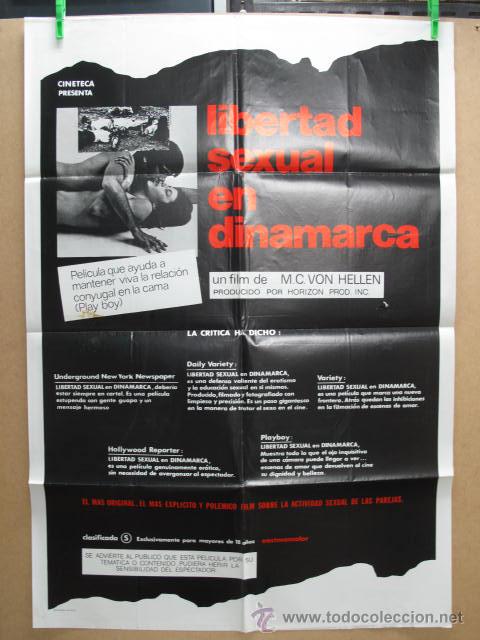 CINETECA
PRESENTA
libertad
sexual
en
dinamarca
Película que ayuda a
mantener viva la relación
conyugal en la cama
(Play boy)
un film de M.C. VON HELLEN
PRODUCIDO POR HORIZON PROD. INC.
LA CRITICA HA DICHO:
Underground New York Newspaper
LIBERTAD SEXUAL EN DINAMARCA, debería
estar siempre en cartel. Es una película
estupenda con gente guapa y un
mensaje hermoso
Daily Variety:
LIBERTAD SEXUAL en DINAMARCA,
es una defensa valiente del erotismo
y la educación sexual en sí mismos.
Producido, filmado y fotografiado con
limpieza y precisión. Es un paso gigantesco
en la manera de tratar el sexo en el cine.
Variety:
LIBERTAD SEXUAL en DINAMARCA,
es una película que marca una nueva
frontera. Atrás quedan las inhibiciones
en la filmación de escenas de amor.
Hollywood Reporter:
LIBERTAD SEXUAL en DINAMARCA,
es una película genuinamente erótica,
sin necesidad de avergonzar al espectador.
Playboy:
LIBERTAD SEXUAL en DINAMARCA,
Muestra todo lo que el ojo inquisitivo
de una cámara puede llegar a ver...
escenas de amor que devuelven al cine
su dignidad y belleza.
EL MAS ORIGINAL, EL MAS EXPLICITO Y POLEMICO FILM SOBRE LA ACTIVIDAD SEXUAL DE LAS PAREJAS.
clasificada S Exclusivamente para mayores de 18 años eastmancolor
SE ADVIERTE AL PUBLICO QUE ESTA PELICULA POR SU
TEMATICA O CONTENIDO, PUDIERA HERIR LA
SENSIBILIDAD DEL ESPECTADOR
todocoleccion
www.todocoleccion.net